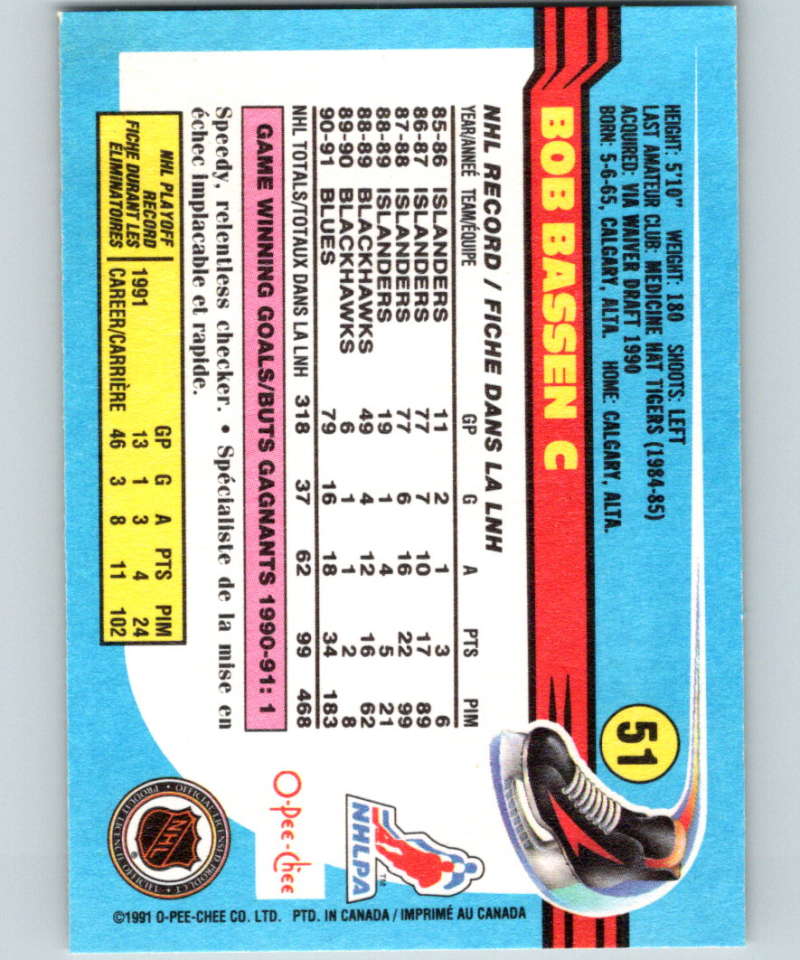 HEIGHT: 5'10" WEIGHT: 180 SHOOTS: LEFT
LAST AMATEUR CLUB: MEDICINE HAT TIGERS (1984-85)
ACQUIRED: VIA WAIVER DRAFT 1990
BORN: 5-6-65, CALGARY, ALTA. HOME: CALGARY, ALTA.
51
BOB BASSEN C
NHL RECORD / FICHE DANS LA LNH
YEAR/ANNÉE TEAM/ÉQUIPE GP G A PTS PIM
85-86 ISLANDERS 11 2 1 3 6
86-87 ISLANDERS 77 7 10 17 89
87-88 ISLANDERS 77 6 16 22 99
88-89 ISLANDERS 19 1 4 5 21
88-89 BLACKHAWKS 49 4 12 16 62
89-90 BLACKHAWKS 6 1 1 2 8
90-91 BLUES 79 16 18 34 183
NHL TOTALS/TOTAUX DANS LA LNH 318 37 62 99 468
GAME WINNING GOALS/BUTS GAGNANTS 1990-91: 1
Speedy, relentless checker. • Spécialiste de la mise en
échec implacable et rapide.
NHL PLAYOFF RECORD
FICHE DURANT LES ÉLIMINATOIRES
GP G A PTS PIM
1991 13 1 3 4 24
CAREER/CARRIÈRE 46 3 8 11 102
NHLPA
TM
O-Pee-Chee
OFFICIAL LICENSED PRODUCT • PRODUIT LICENCIÉ OFFICIEL •
NHL
®
©1991 O-PEE-CHEE CO. LTD. PTD. IN CANADA / IMPRIMÉ AU CANADA